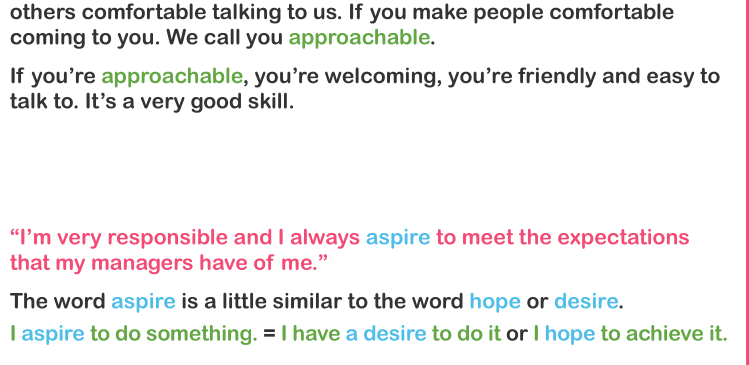 others comfortable talking to us. If you make people comfortable
coming to you. We call you approachable.
If you’re approachable, you’re welcoming, you’re friendly and easy to
talk to. It’s a very good skill.
“I’m very responsible and I always aspire to meet the expectations
that my managers have of me.”
The word aspire is a little similar to the word hope or desire.
I aspire to do something. = I have a desire to do it or I hope to achieve it.